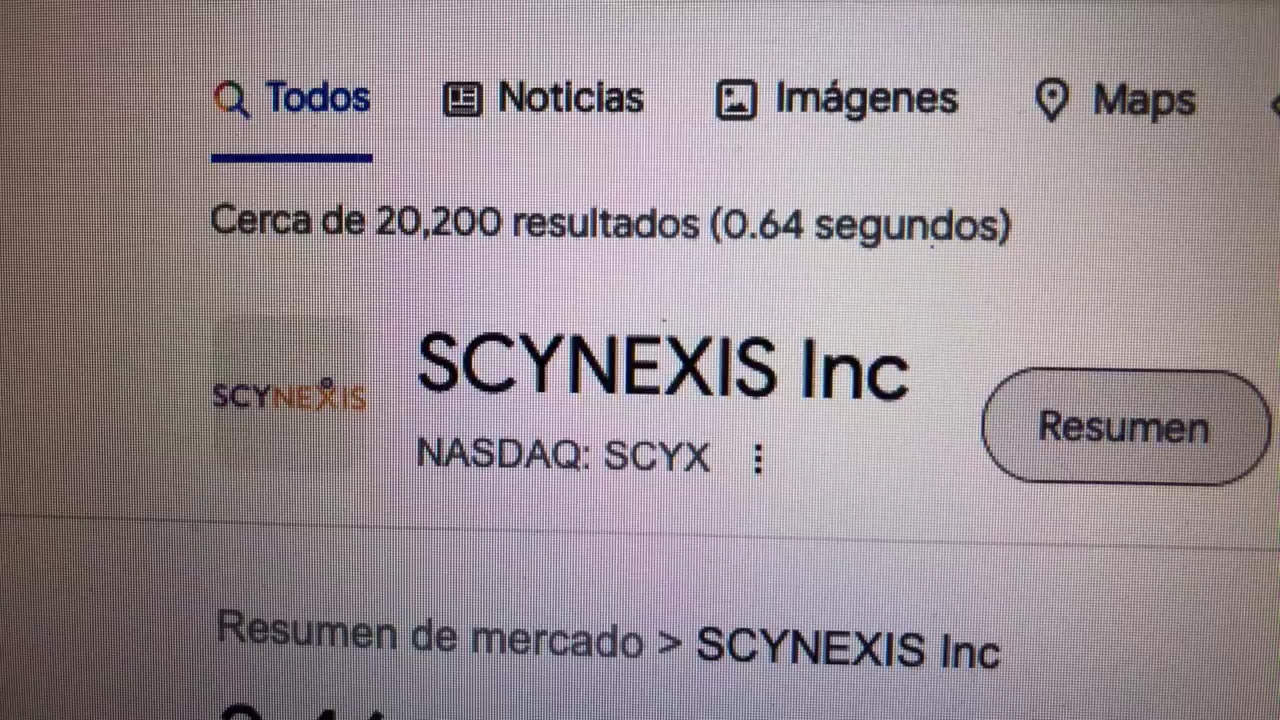 Todos Noticias Imágenes Maps
Cerca de 20,200 resultados (0.64 segundos)
SCYNEXIS
SCYNEXIS Inc
NASDAQ: SCYX
Resumen
Resumen de mercado > SCYNEXIS Inc